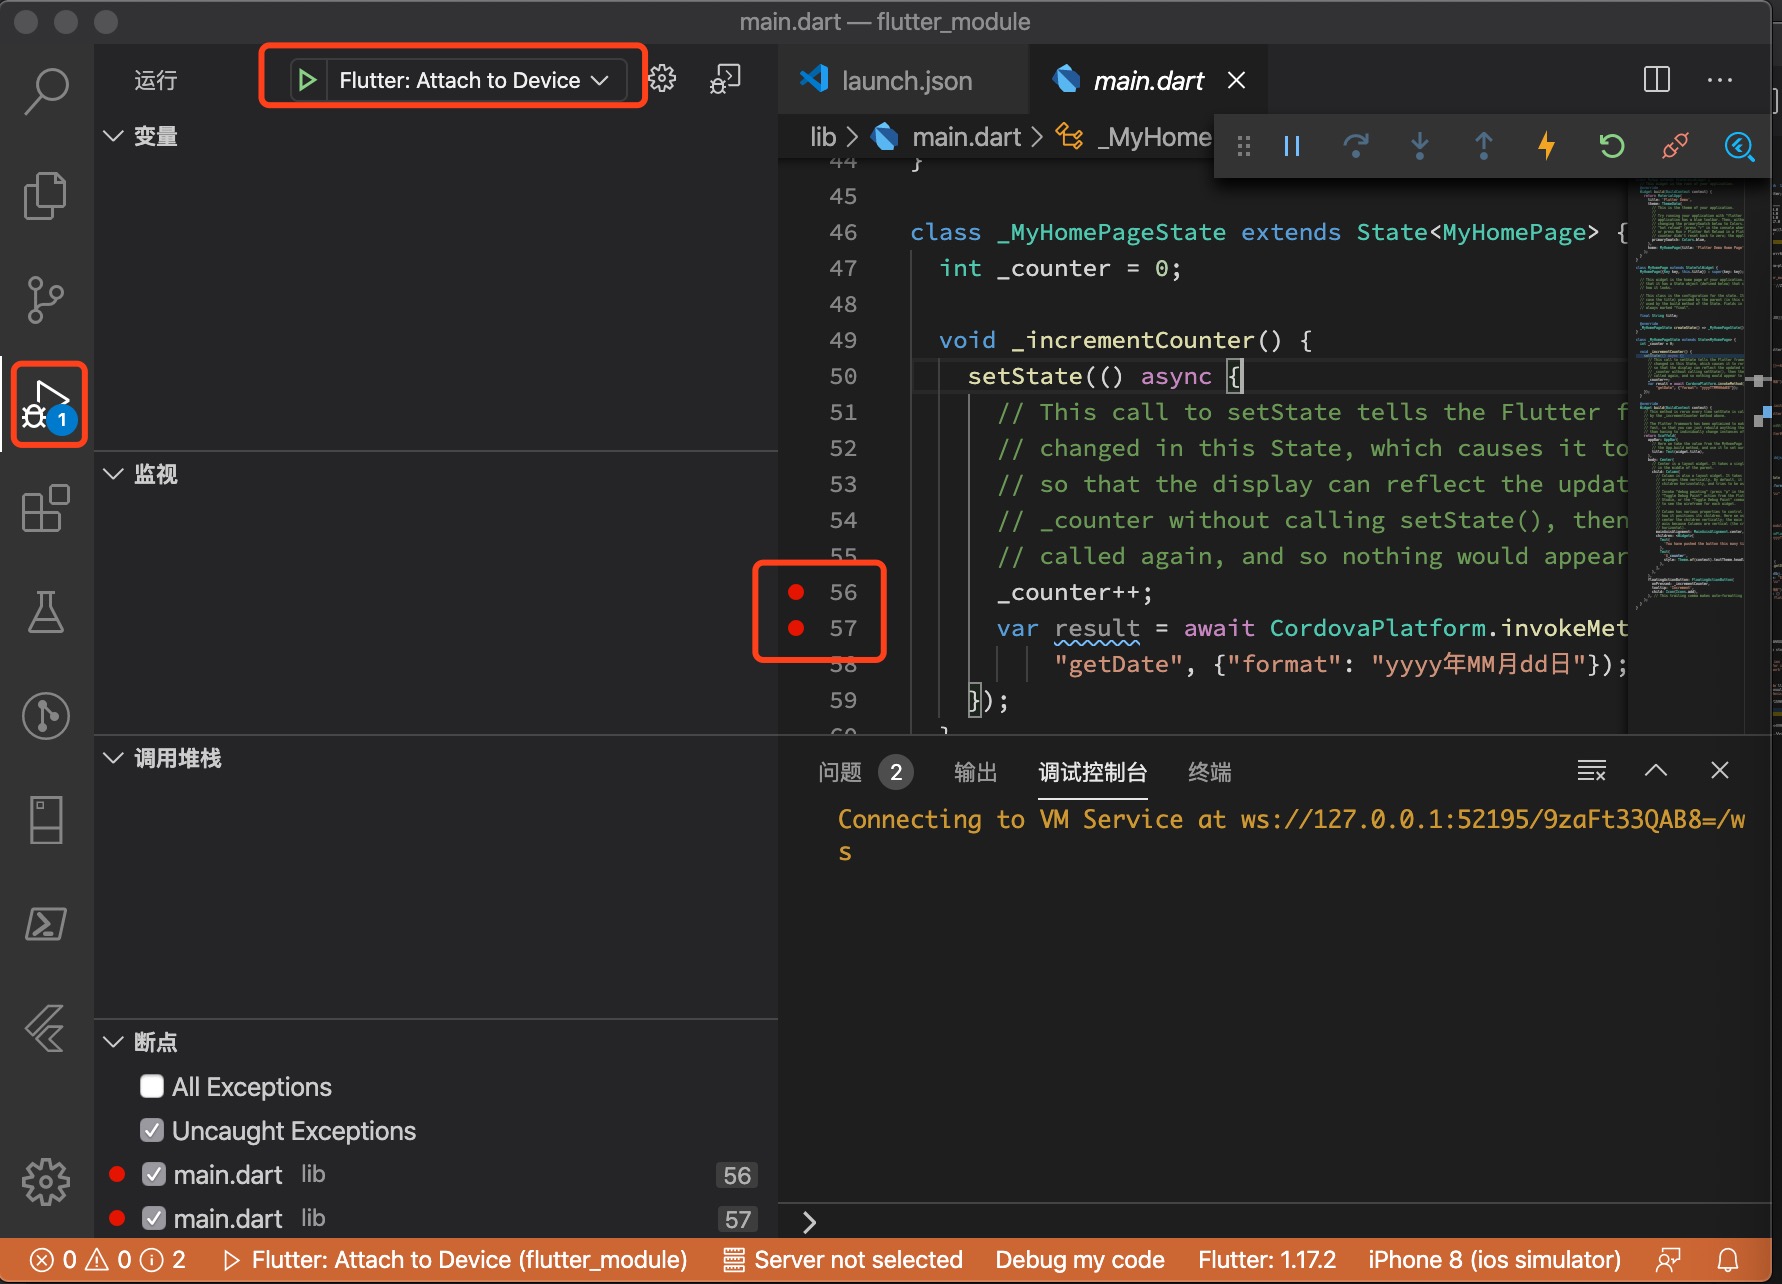 main.dart — flutter_module
运行
Flutter: Attach to Device
launch.json
main.dart
变量
lib
main.dart
_MyHome
44 }
45
46 class _MyHomePageState extends State<MyHomePage> {
47 int _counter = 0;
48
49 void _incrementCounter() {
50 setState(() async {
51 // This call to setState tells the Flutter f
52 // changed in this State, which causes it to
53 // so that the display can reflect the updat
54 // _counter without calling setState(), then
55 // called again, and so nothing would appear
56 _counter++;
57 var result = await CordovaPlatform.invokeMet
58 "getDate", {"format": "yyyy年MM月dd日"});
59 });
60 }
1
监视
调用堆栈
问题 2 输出 调试控制台 终端
Connecting to VM Service at ws://127.0.0.1:52195/9zaFt33QAB8=/w
s
断点
All Exceptions
Uncaught Exceptions
main.dart lib 56
main.dart lib 57
0 0 2 Flutter: Attach to Device (flutter_module) Server not selected Debug my code Flutter: 1.17.2 iPhone 8 (ios simulator)